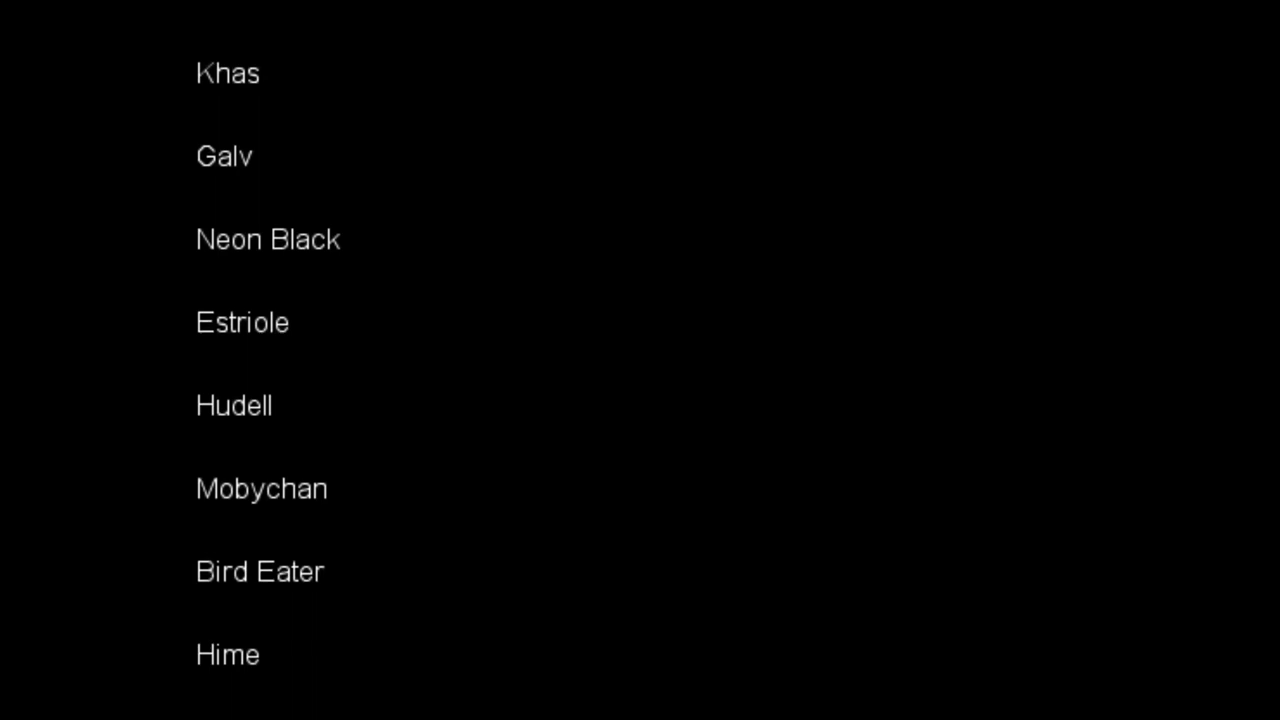 Khas
Galv
Neon Black
Estriole
Hudell
Mobychan
Bird Eater
Hime